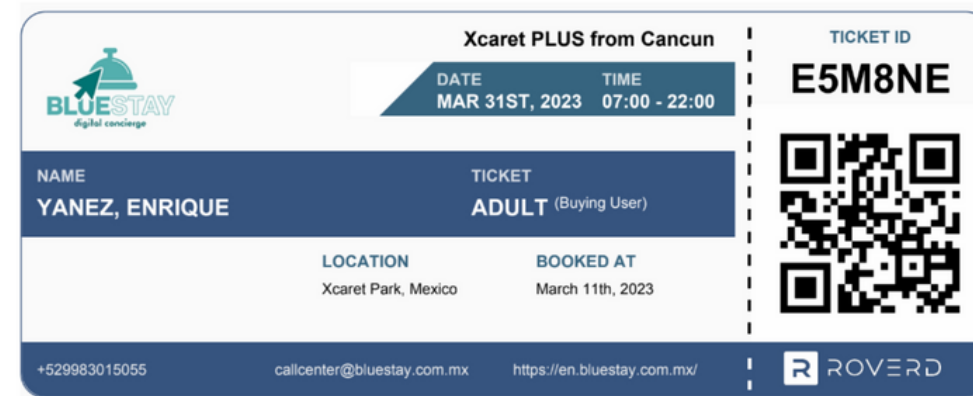 BLUESTAY
digital concierge
Xcaret PLUS from Cancun
DATE TIME
MAR 31ST, 2023 07:00 - 22:00
NAME TICKET
YANEZ, ENRIQUE ADULT (Buying User)
LOCATION BOOKED AT
Xcaret Park, Mexico March 11th, 2023
+529983015055 callcenter@bluestay.com.mx https://en.bluestay.com.mx/
TICKET ID
E5M8NE
R ROVERD